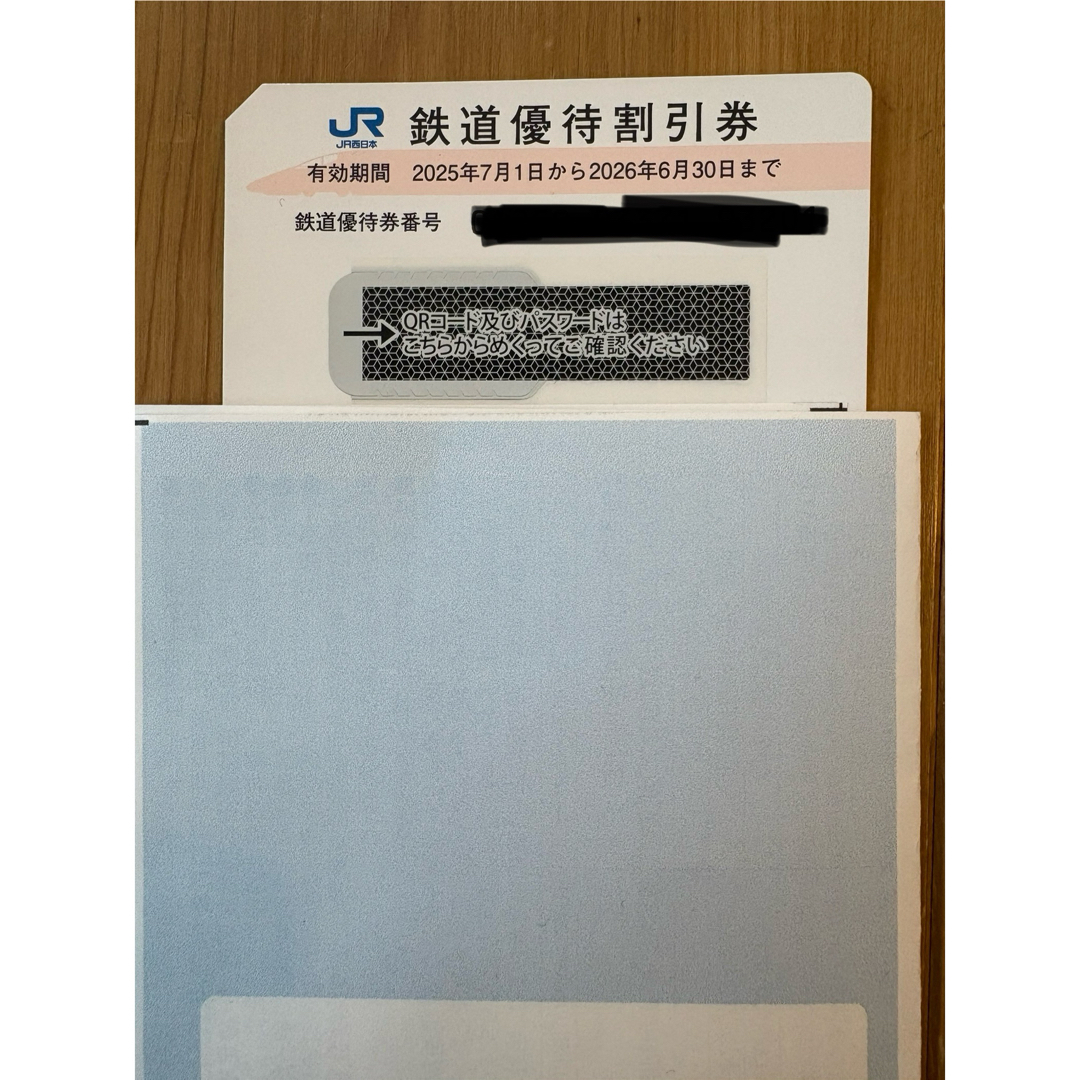 JR
JR西日本
鉄道優待割引券
有効期間 2025年7月1日から2026年6月30日まで
鉄道優待券番号
QRコード及びパスワードは
こちらからめくってご確認ください